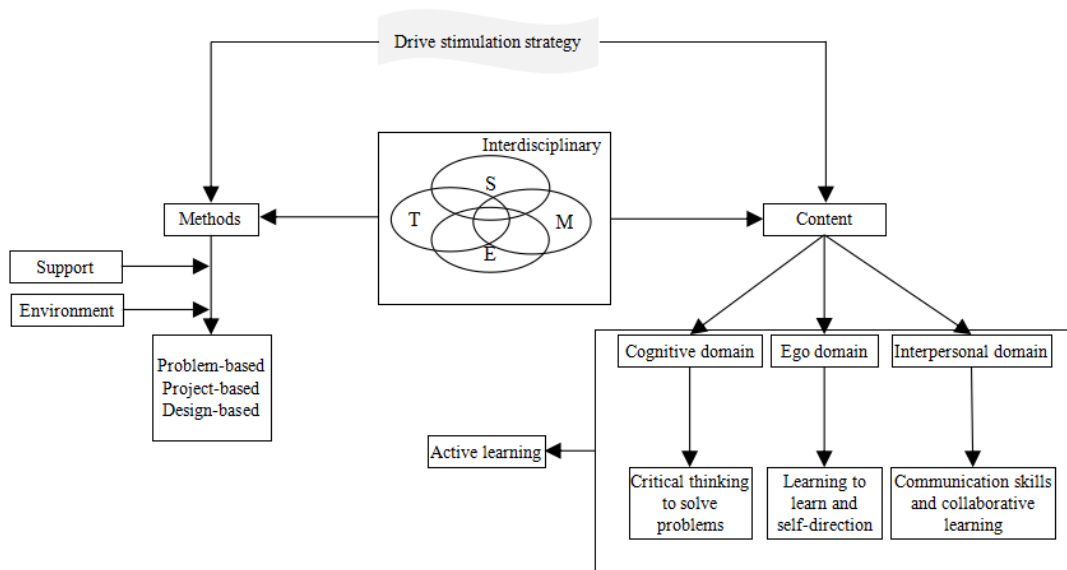 Drive stimulation strategy
Interdisciplinary
S
T
M
E
Methods
Content
Support
Environment
Problem-based
Project-based
Design-based
Cognitive domain
Ego domain
Interpersonal domain
Active learning
Critical thinking
to solve
problems
Learning to
learn and
self-direction
Communication skills
and collaborative
learning